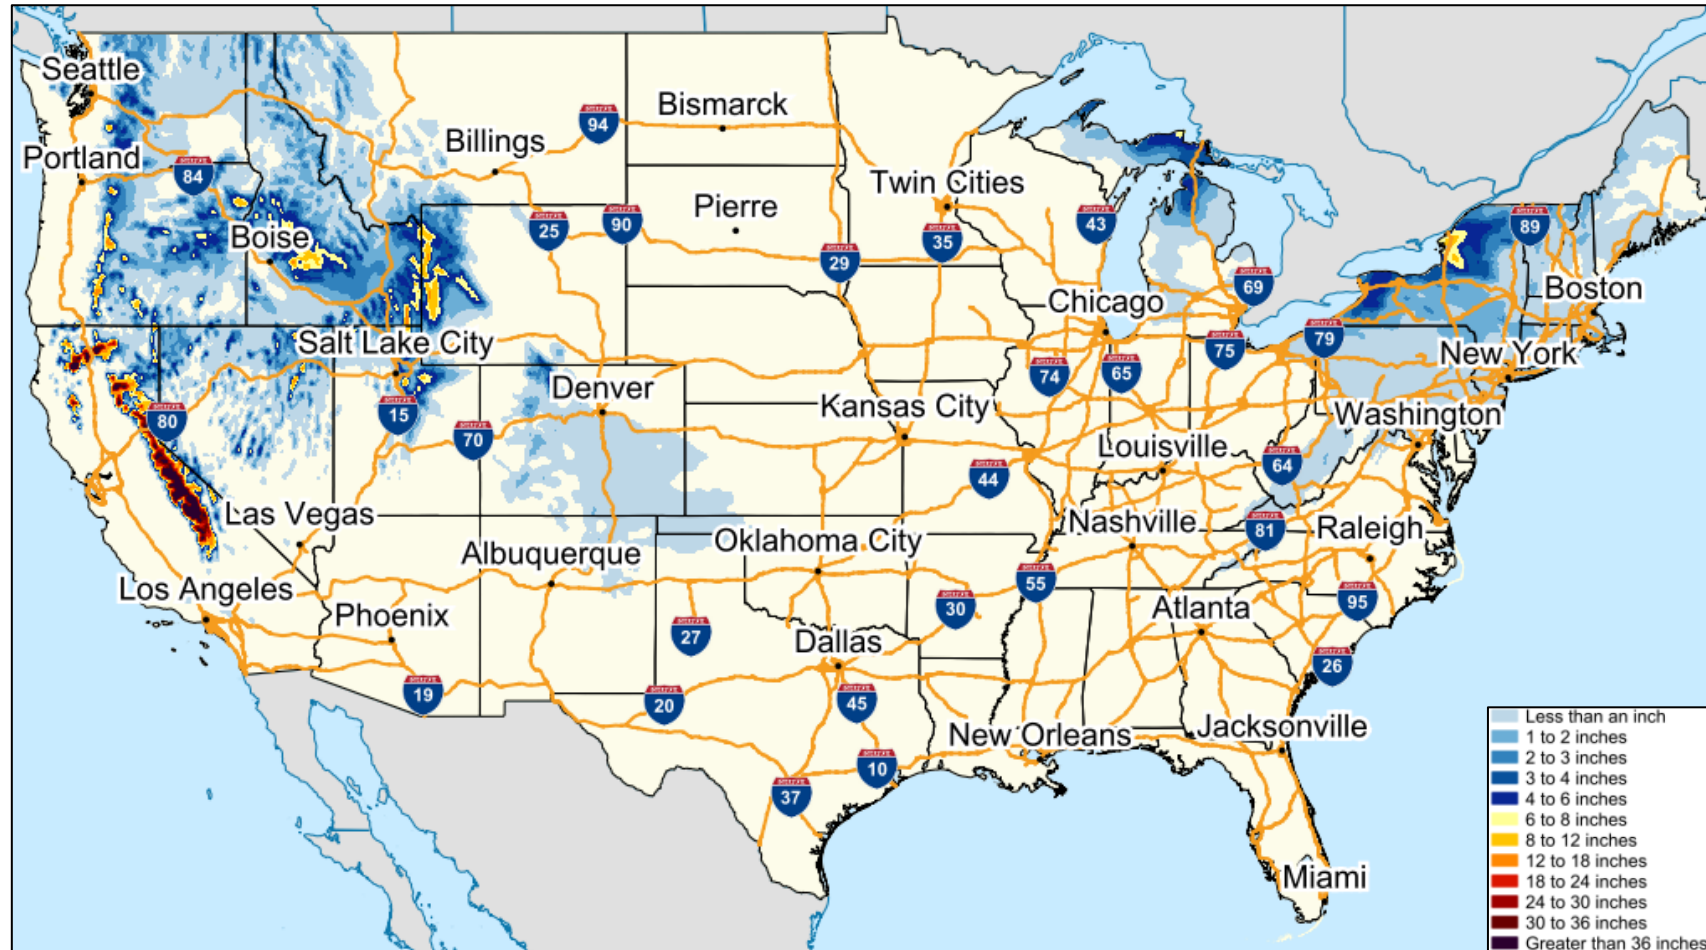 Seattle
Bismarck
94
Billings
Portland
84
Twin Cities
Pierre
25
90
43
89
Boise
35
29
69
Boston
Chicago
Salt Lake City
79
75
New York
74
65
Denver
Kansas City
15
80
Washington
70
Louisville
64
44
Las Vegas
Nashville
81
Raleigh
Oklahoma City
Albuquerque
55
Los Angeles
30
95
Phoenix
Atlanta
27
Dallas
26
19
20
45
New Orleans
Jacksonville
10
37
Miami
Less than an inch
1 to 2 inches
2 to 3 inches
3 to 4 inches
4 to 6 inches
6 to 8 inches
8 to 12 inches
12 to 18 inches
18 to 24 inches
24 to 30 inches
30 to 36 inches
Greater than 36 inches